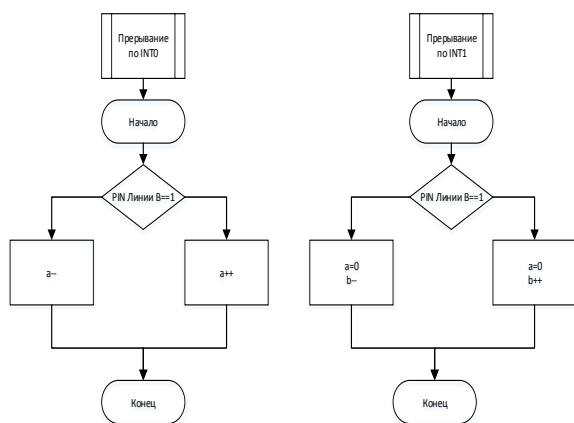 Прерывание
по INT0
Начало
PIN Линии B==1
a--
a++
Конец
Прерывание
по INT1
Начало
PIN Линии B==1
a=0
b--
a=0
b++
Конец